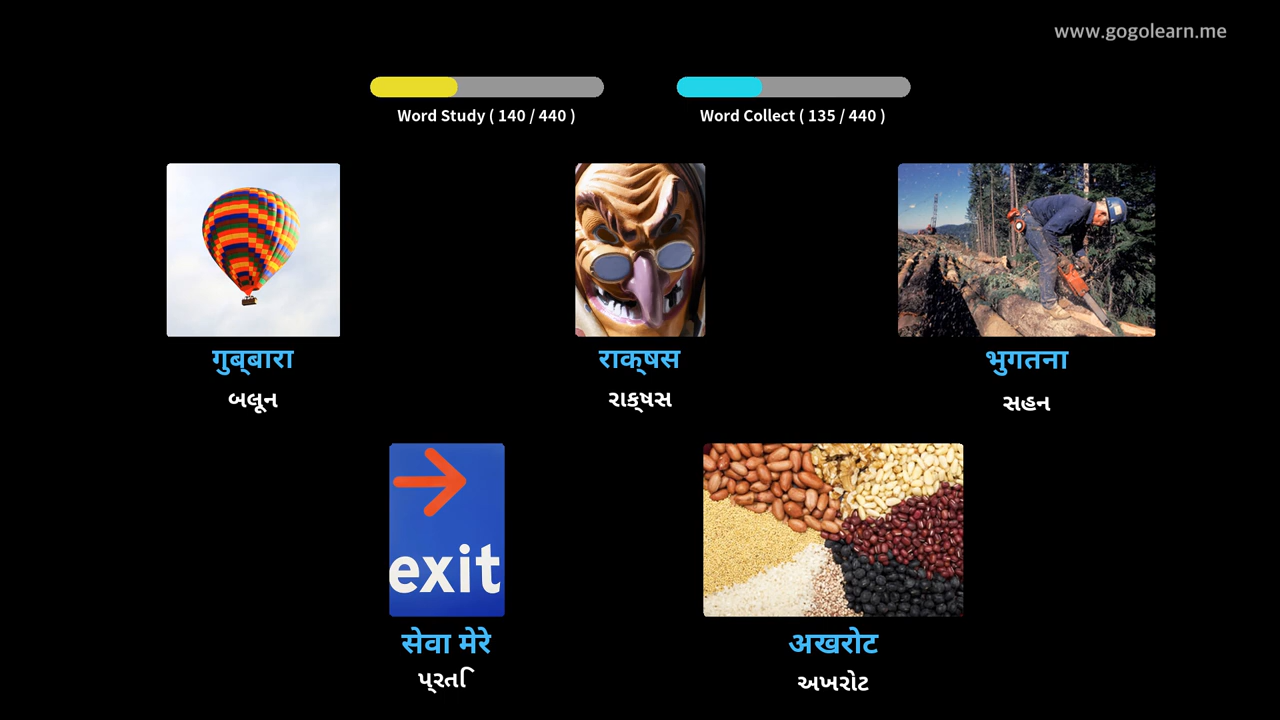 www.gogolearn.me
Word Study ( 140 / 440 )
Word Collect ( 135 / 440 )
गुब्बारा
राक्षस
भुगतना
બલૂન
રાક્ષસ
સહન
exit
सेवा मेरे
अखरोट
પ્રતિ
અખરોટ